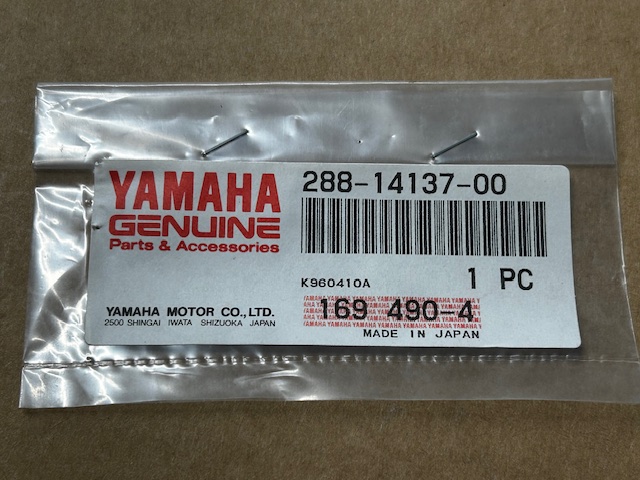 YAMAHA
GENUINE
Parts & Accessories
YAMAHA MOTOR CO.,LTD.
2500 SHINGAI IWATA SHIZUOKA JAPAN
288-14137-00
1 PC
K960410A
169 490-4
MADE IN JAPAN